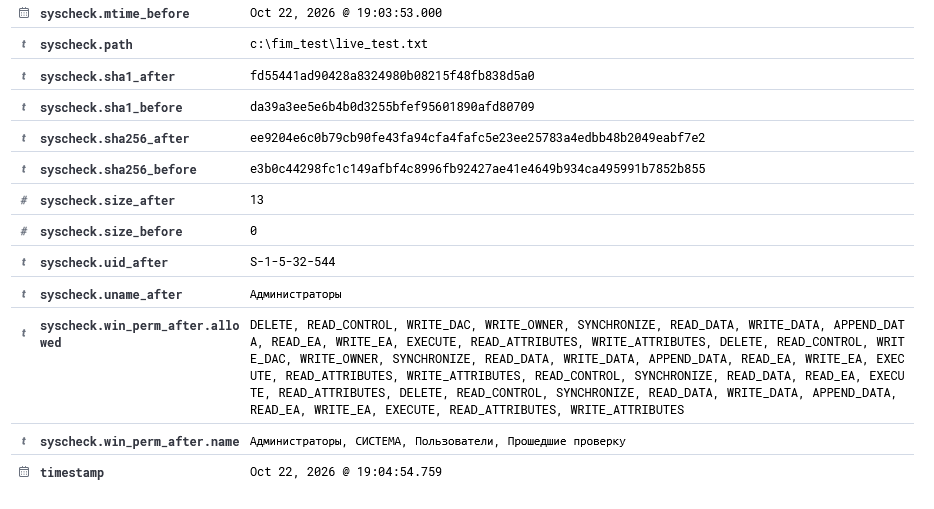 syscheck.mtime_before Oct 22, 2026 @ 19:03:53.000
t syscheck.path c:\fim_test\live_test.txt
t syscheck.sha1_after fd55441ad90428a8324980b08215f48fb838d5a0
t syscheck.sha1_before da39a3ee5e6b4b0d3255bfef95601890afd80709
t syscheck.sha256_after ee9204e6c0b79cb90fe43fa94cfa4fafc5e23ee25783a4edbb48b2049eabf7e2
t syscheck.sha256_before e3b0c44298fc1c149afbf4c8996fb92427ae41e4649b934ca495991b7852b855
# syscheck.size_after 13
# syscheck.size_before 0
t syscheck.uid_after S-1-5-32-544
t syscheck.uname_after Администраторы
t syscheck.win_perm_after.allo
wed
DELETE, READ_CONTROL, WRITE_DAC, WRITE_OWNER, SYNCHRONIZE, READ_DATA, WRITE_DATA, APPEND_DAT
A, READ_EA, WRITE_EA, EXECUTE, READ_ATTRIBUTES, WRITE_ATTRIBUTES, DELETE, READ_CONTROL, WRIT
E_DAC, WRITE_OWNER, SYNCHRONIZE, READ_DATA, WRITE_DATA, APPEND_DATA, READ_EA, WRITE_EA, EXEC
UTE, READ_ATTRIBUTES, WRITE_ATTRIBUTES, READ_CONTROL, SYNCHRONIZE, READ_DATA, READ_EA, EXECU
TE, READ_ATTRIBUTES, DELETE, READ_CONTROL, SYNCHRONIZE, READ_DATA, WRITE_DATA, APPEND_DATA,
READ_EA, WRITE_EA, EXECUTE, READ_ATTRIBUTES, WRITE_ATTRIBUTES
t syscheck.win_perm_after.name Администраторы, СИСТЕМА, Пользователи, Прошедшие проверку
timestamp Oct 22, 2026 @ 19:04:54.759